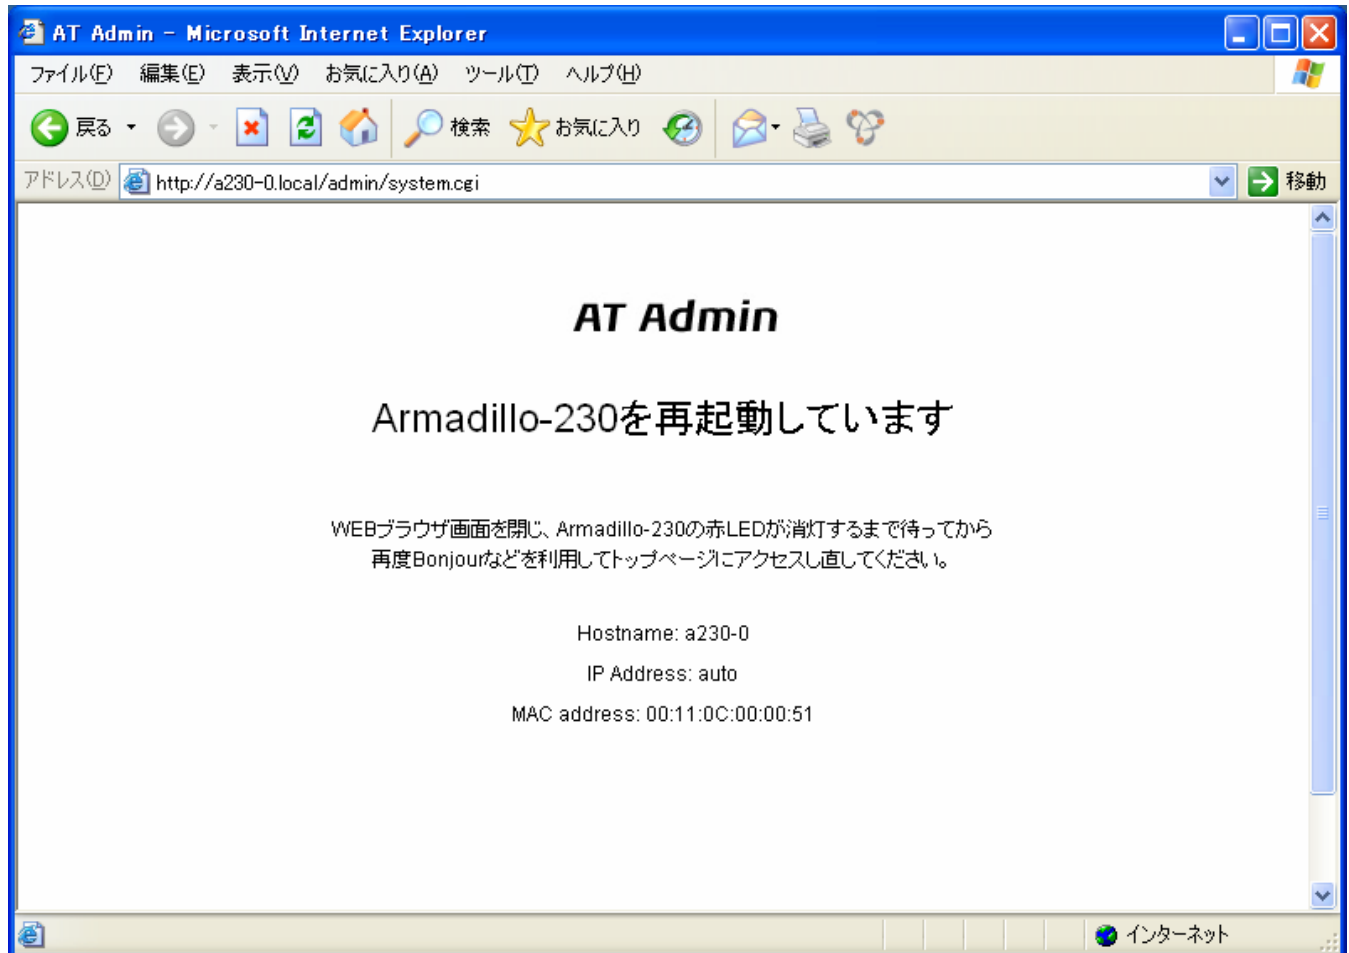 AT Admin - Microsoft Internet Explorer
ファイル(F) 編集(E) 表示(V) お気に入り(A) ツール(T) ヘルプ(H)
戻る 検索 お気に入り
アドレス(D) http://a230-0.local/admin/system.cgi 移動
AT Admin
Armadillo-230を再起動しています
WEBブラウザ画面を閉じ、Armadillo-230の赤LEDが消灯するまで待ってから
再度Bonjourなどを利用してトップページにアクセスし直してください。
Hostname: a230-0
IP Address: auto
MAC address: 00:11:0C:00:00:51
インターネット